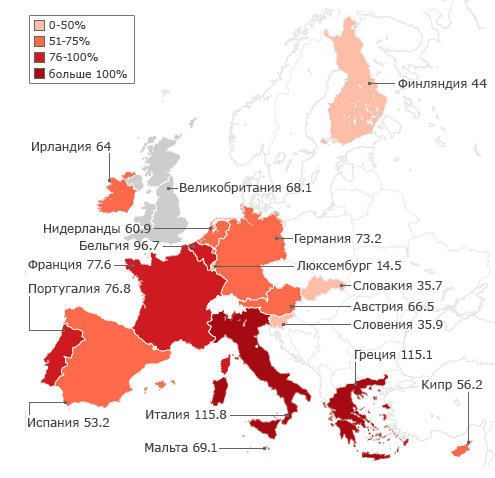 0-50%
51-75%
76-100%
больше 100%
Финляндия 44
Ирландия 64
Великобритания 68.1
Нидерланды 60.9
Германия 73.2
Бельгия 96.7
Франция 77.6
Люксембург 14.5
Португалия 76.8
Словакия 35.7
Австрия 66.5
Словения 35.9
Греция 115.1
Кипр 56.2
Италия 115.8
Испания 53.2
Мальта 69.1